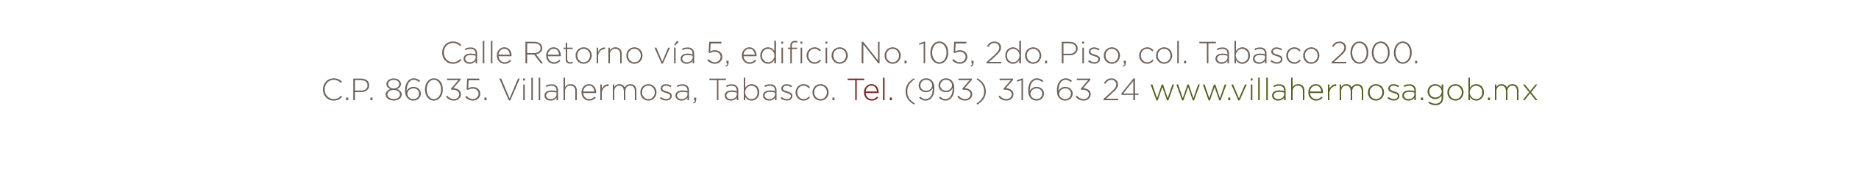 Calle Retorno vía 5, edificio No. 105, 2do. Piso, col. Tabasco 2000.
C.P. 86035. Villahermosa, Tabasco. Tel. (993) 316 63 24 www.villahermosa.gob.mx